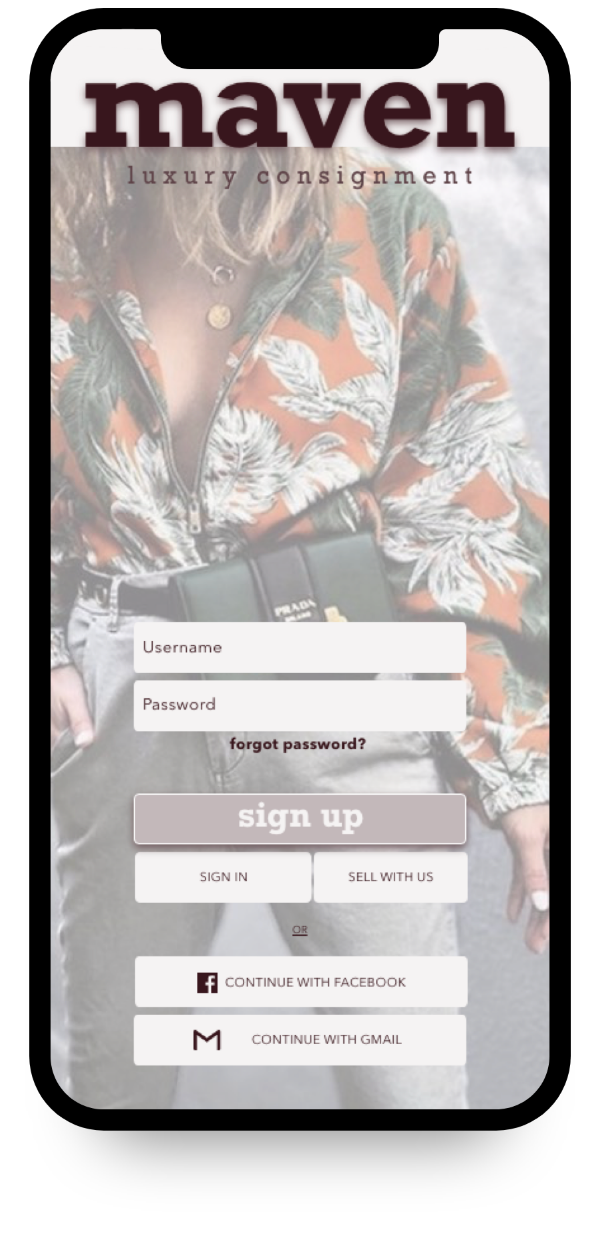 maven
luxury consignment
PRADA
Username
Password
forgot password?
sign up
SIGN IN
SELL WITH US
OR
CONTINUE WITH FACEBOOK
CONTINUE WITH GMAIL